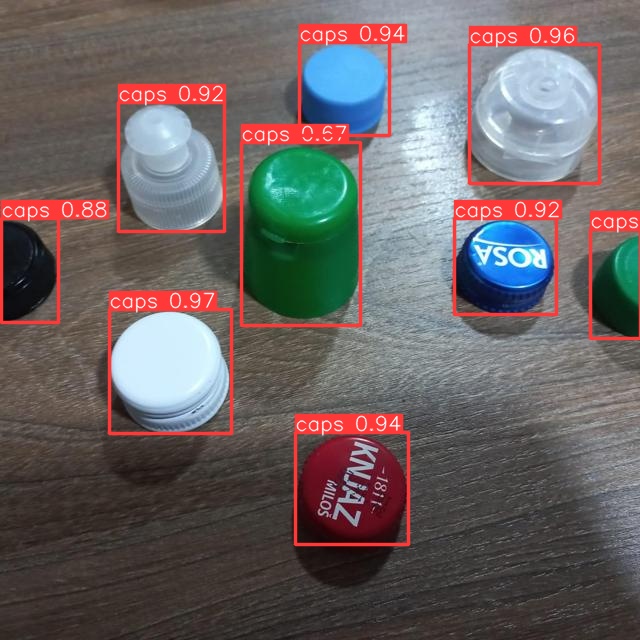 caps 0.94
caps 0.96
caps 0.92
caps 0.67
caps 0.88
caps 0.92
ROSA
caps
caps 0.97
caps 0.94
-1811-
KNJAZ
MILOŠ